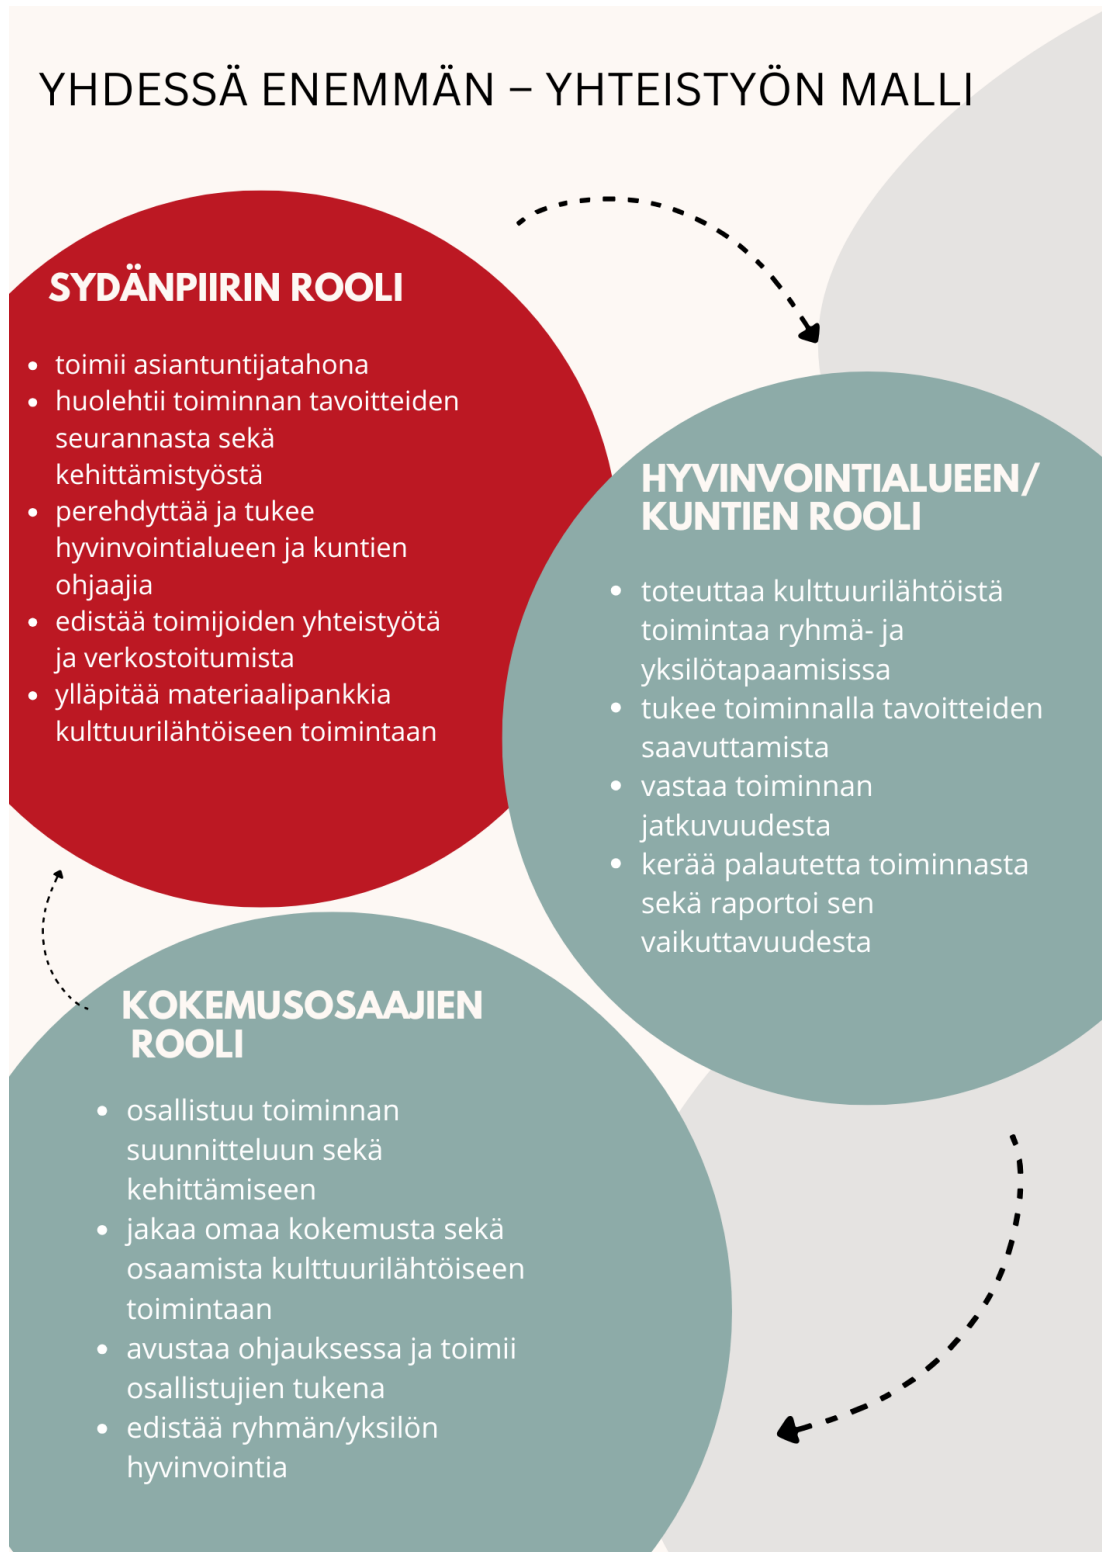 YHDESSÄ ENEMMÄN – YHTEISTYÖN MALLI
SYDÄNPIIRIN ROOLI
• toimii asiantuntijatahona
• huolehtii toiminnan tavoitteiden
seurannasta sekä
kehittämistyöstä
• perehdyttää ja tukee
hyvinvointialueen ja kuntien
ohjaajia
• edistää toimijoiden yhteistyötä
ja verkostoitumista
• ylläpitää materiaalipankkia
kulttuurilähtöiseen toimintaan
HYVINVOINTIALUEEN/
KUNTIEN ROOLI
• toteuttaa kulttuurilähtöistä
toimintaa ryhmä- ja
yksilötapaamisissa
• tukee toiminnalla tavoitteiden
saavuttamista
• vastaa toiminnan
jatkuvuudesta
• kerää palautetta toiminnasta
sekä raportoi sen
vaikuttavuudesta
KOKEMUSOSAAJIEN
ROOLI
• osallistuu toiminnan
suunnitteluun sekä
kehittämiseen
• jakaa omaa kokemusta sekä
osaamista kulttuurilähtöiseen
toimintaan
• avustaa ohjauksessa ja toimii
osallistujien tukena
• edistää ryhmän/yksilön
hyvinvointia